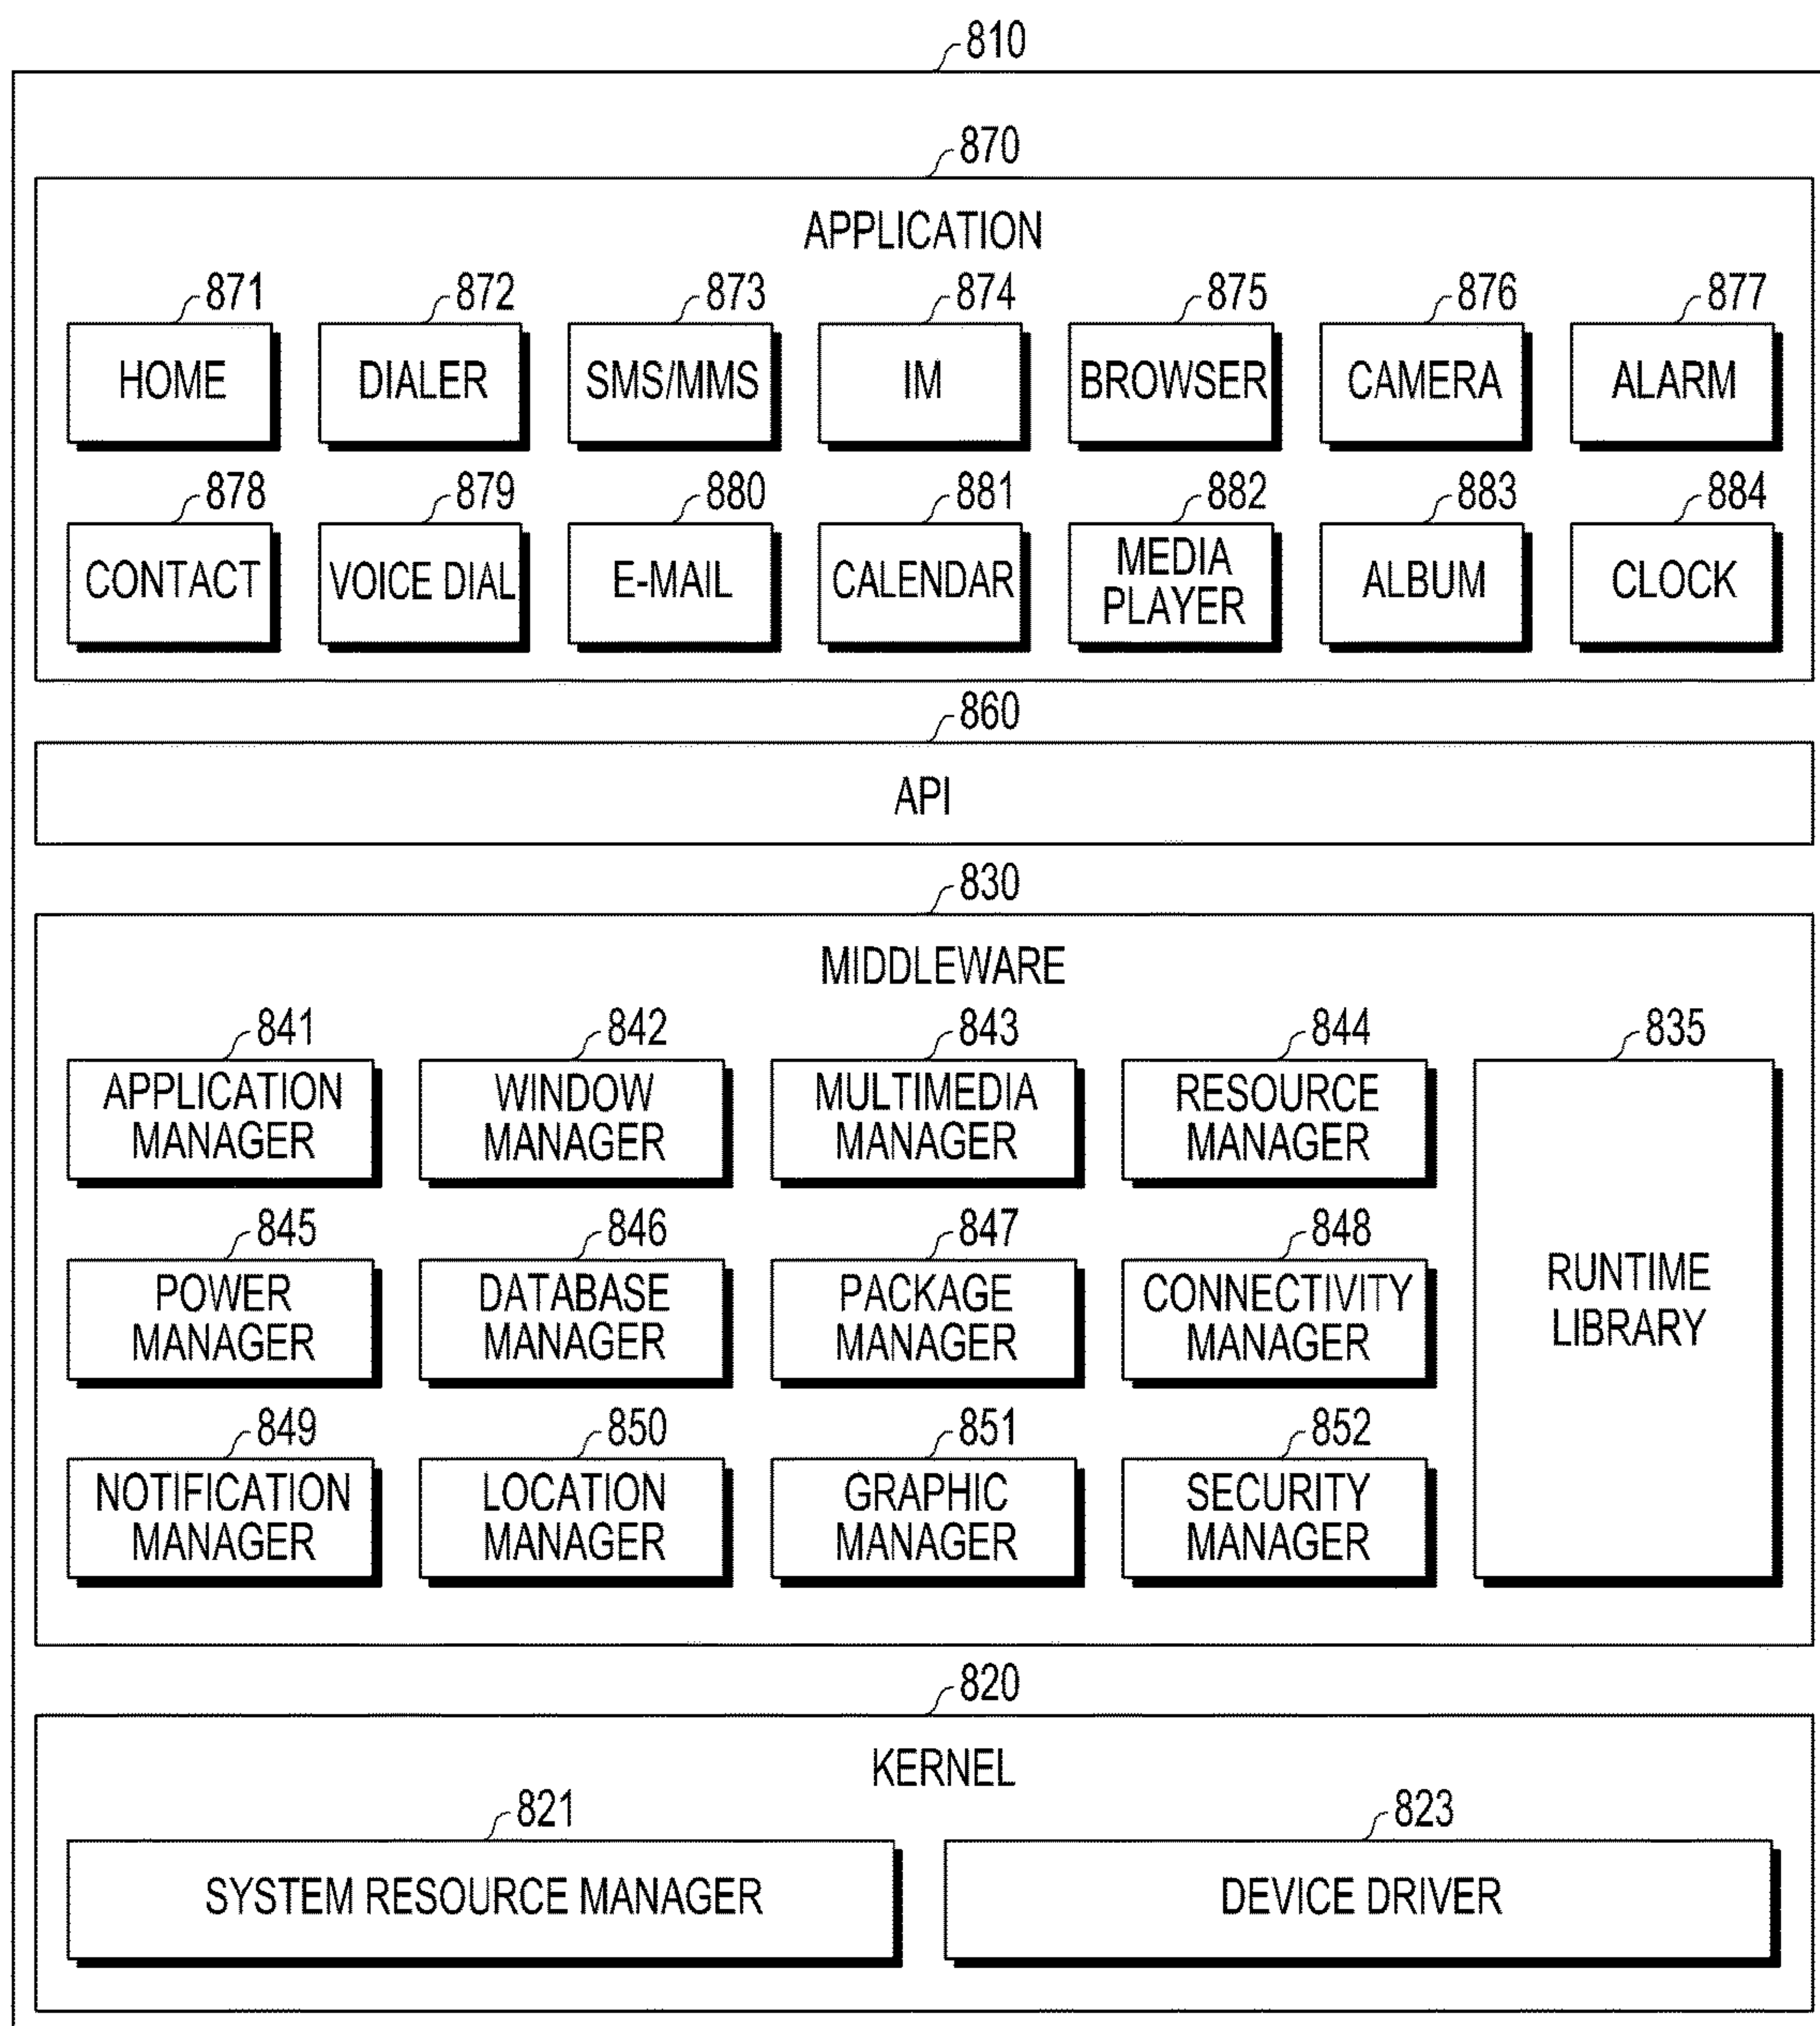 810
870
APPLICATION
871 872 873 874 875 876 877
HOME DIALER SMS/MMS IM BROWSER CAMERA ALARM
878 879 880 881 882 883 884
CONTACT VOICE DIAL E-MAIL CALENDAR MEDIA PLAYER ALBUM CLOCK
860
API
830
MIDDLEWARE
841 842 843 844 835
APPLICATION MANAGER WINDOW MANAGER MULTIMEDIA MANAGER RESOURCE MANAGER
845 846 847 848
POWER MANAGER DATABASE MANAGER PACKAGE MANAGER CONNECTIVITY MANAGER RUNTIME LIBRARY
849 850 851 852
NOTIFICATION MANAGER LOCATION MANAGER GRAPHIC MANAGER SECURITY MANAGER
820
KERNEL
821 823
SYSTEM RESOURCE MANAGER DEVICE DRIVER